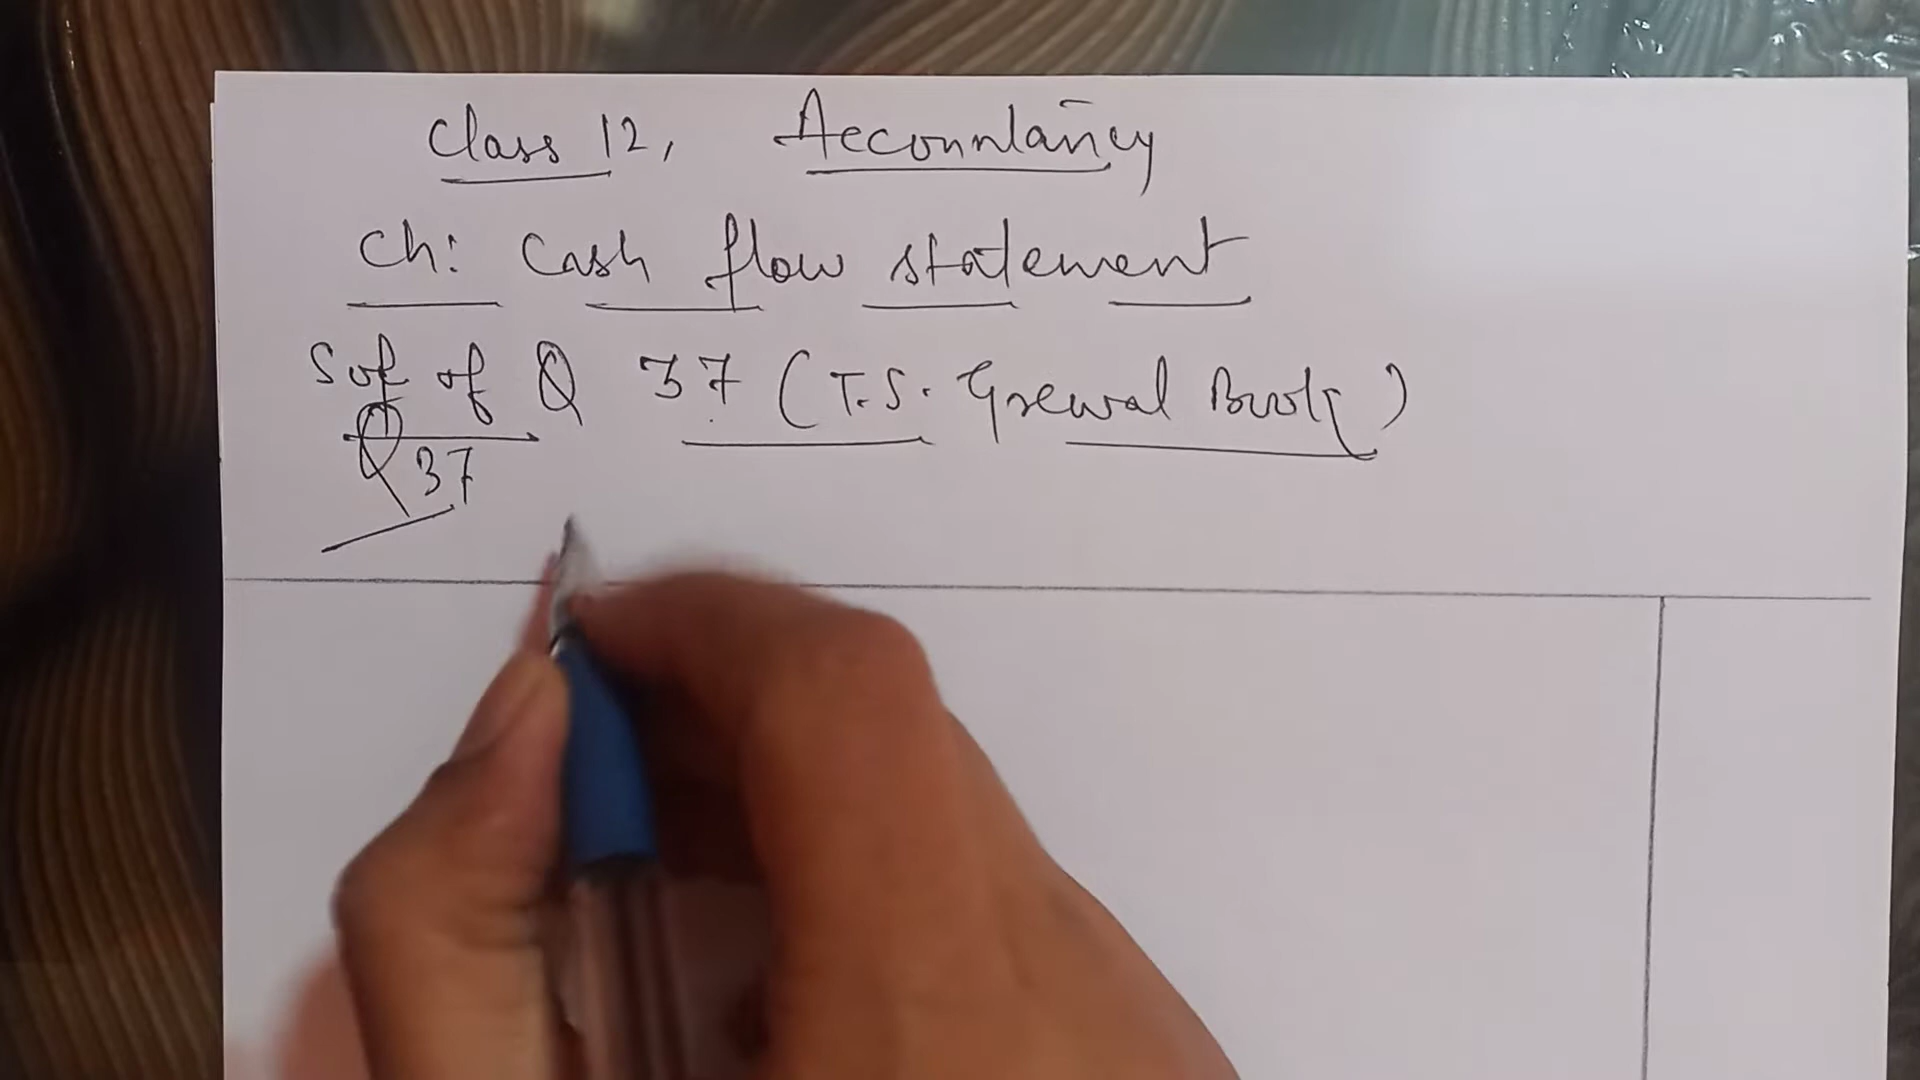 Class 12, Accountancy
Ch: Cash flow statement
Sol of Q 37 (T.S. Grewal Book)
Q 37